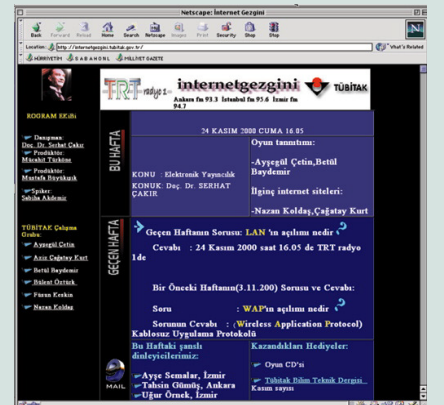 Netscape: İnternet Gezgini
Back Forward Reload Home Search Netscape Images Print Security Shop Stop
Location: http://internetgezgini.tubitak.gov.tr/ What's Related
HÜRRİYETİM SABAHONL MİLLİYET GAZETE
TRT radyo 1 internetgezgini TÜBİTAK
Ankara fm 93.3 İstanbul fm 95.6 İzmir fm
94.7
ROGRAM EKiBi
Danışman:
Doç. Dr. Serhat Çakır
Prodüktör:
Mücahit Türköne
Prodüktör:
Mustafa Büyükışık
Spiker:
Sabiha Akdemir
TÜBİTAK Çalışma
Grubu:
Ayşegül Çetin
Aziz Çağatay Kurt
Betül Baydemir
Bülent Öztürk
Füsun Keskin
Nazan Koldaş
BU HAFTA
24 KASIM 2000 CUMA 16.05
KONU : Elektronik Yayıncılık
KONUK: Doç. Dr. SERHAT
ÇAKIR
Oyun tanıtımı:
-Ayşegül Çetin,Betül
Baydemir
İlginç internet siteleri:
-Nazan Koldaş,Çağatay Kurt
GEÇEN HAFTA
Geçen Haftanın Sorusu: LAN 'ın açılımı nedir
Cevabı : 24 Kasım 2000 saat 16.05 de TRT radyo
1de
Bir Önceki Haftanın(3.11.200) Sorusu ve Cevabı:
Soru : WAP'ın açılımı nedir
Sorunun Cevabı : (Wireless Application Protocol)
Kablosuz Uygulama Protokolü
MAIL
Bu Haftaki şanslı
dinleyicilerimiz:
Ayşe Semalar, İzmir
Tahsin Gümüş, Ankara
Uğur Örnek, İzmir
Kazandıkları Hediyeler:
Oyun CD'si
Tübitak Bilim Teknik Dergisi
Kasım sayısı